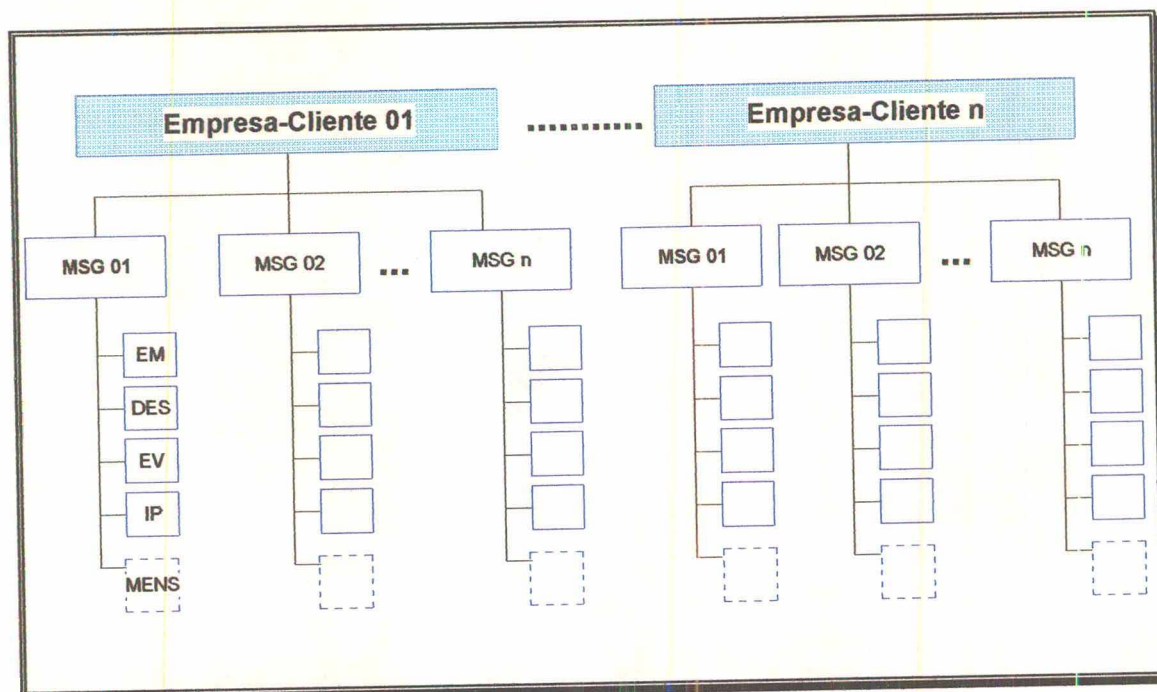 Empresa-Cliente 01 ........... Empresa-Cliente n
MSG 01 MSG 02 ... MSG n MSG 01 MSG 02 ... MSG n
EM
DES
EV
IP
MENS